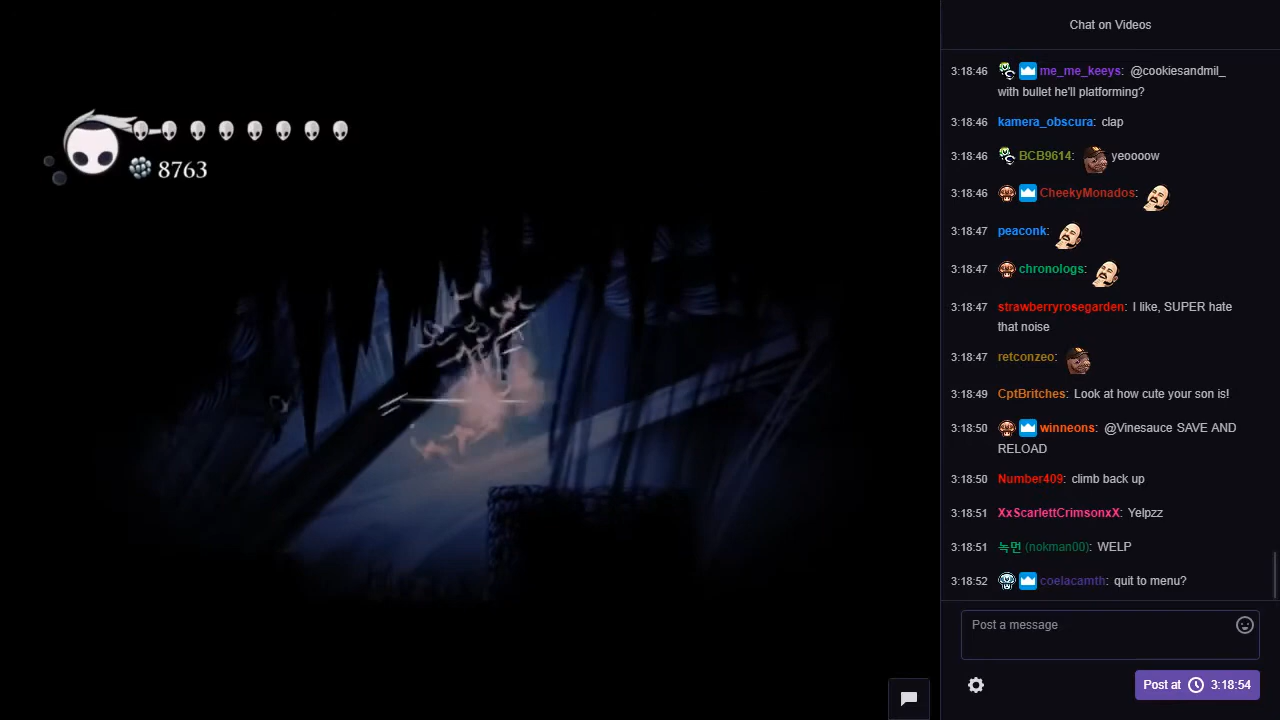 8763
Chat on Videos
3:18:46 me_me_keeys: @cookiesandmil_
with bullet he'll platforming?
3:18:46 kamera_obscura: clap
3:18:46 BCB9614: yeoooow
3:18:46 CheekyMonados:
3:18:47 peaconk:
3:18:47 chronologs:
3:18:47 strawberryrosegarden: I like, SUPER hate
that noise
3:18:47 retconzeo:
3:18:49 CptBritches: Look at how cute your son is!
3:18:50 winneons: @Vinesauce SAVE AND
RELOAD
3:18:50 Number409: climb back up
3:18:51 XxScarlettCrimsonxX: Yelpzz
3:18:51 녹먼 (nokman00): WELP
3:18:52 coelacamth: quit to menu?
Post a message
Post at 3:18:54